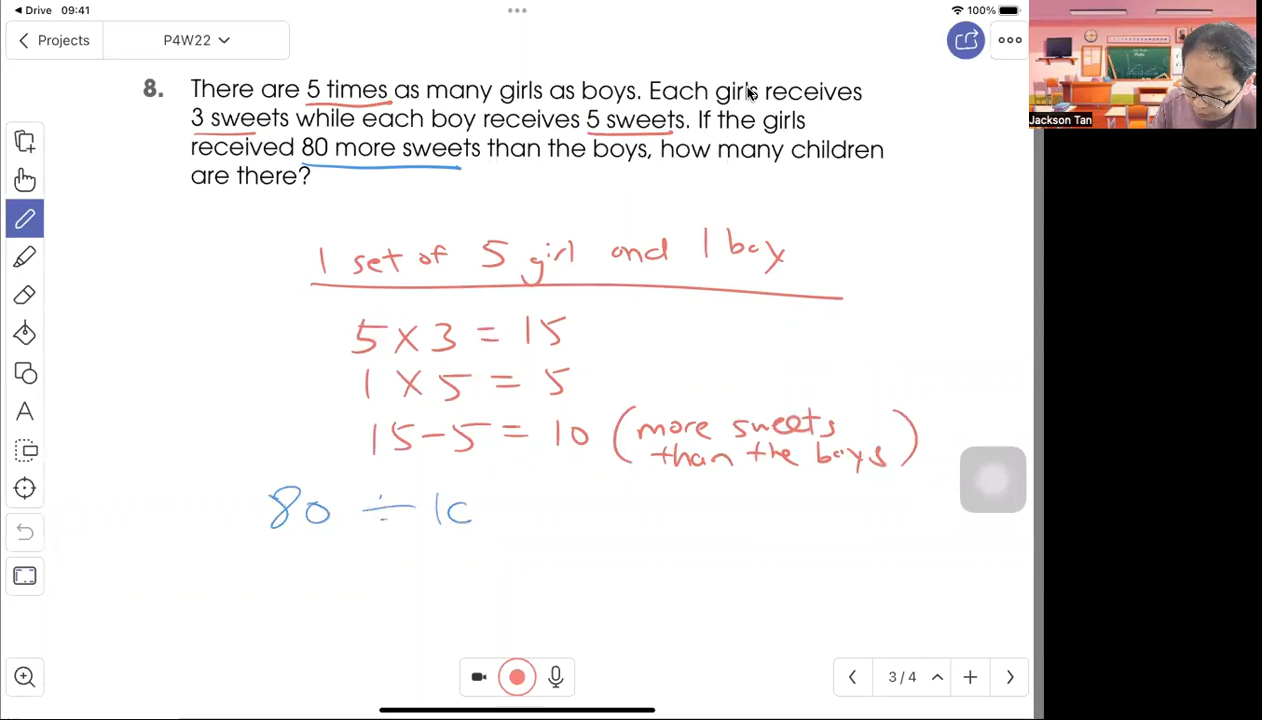 Drive 09:41
100%
Projects
P4W22
8. There are 5 times as many girls as boys. Each girls receives
3 sweets while each boy receives 5 sweets. If the girls
received 80 more sweets than the boys, how many children
are there?
1 set of 5 girl and 1 boy
5 × 3 = 15
1 × 5 = 5
15 - 5 = 10 (more sweets
than the boys)
80 ÷ 10
A
3 / 4
Jackson Tan